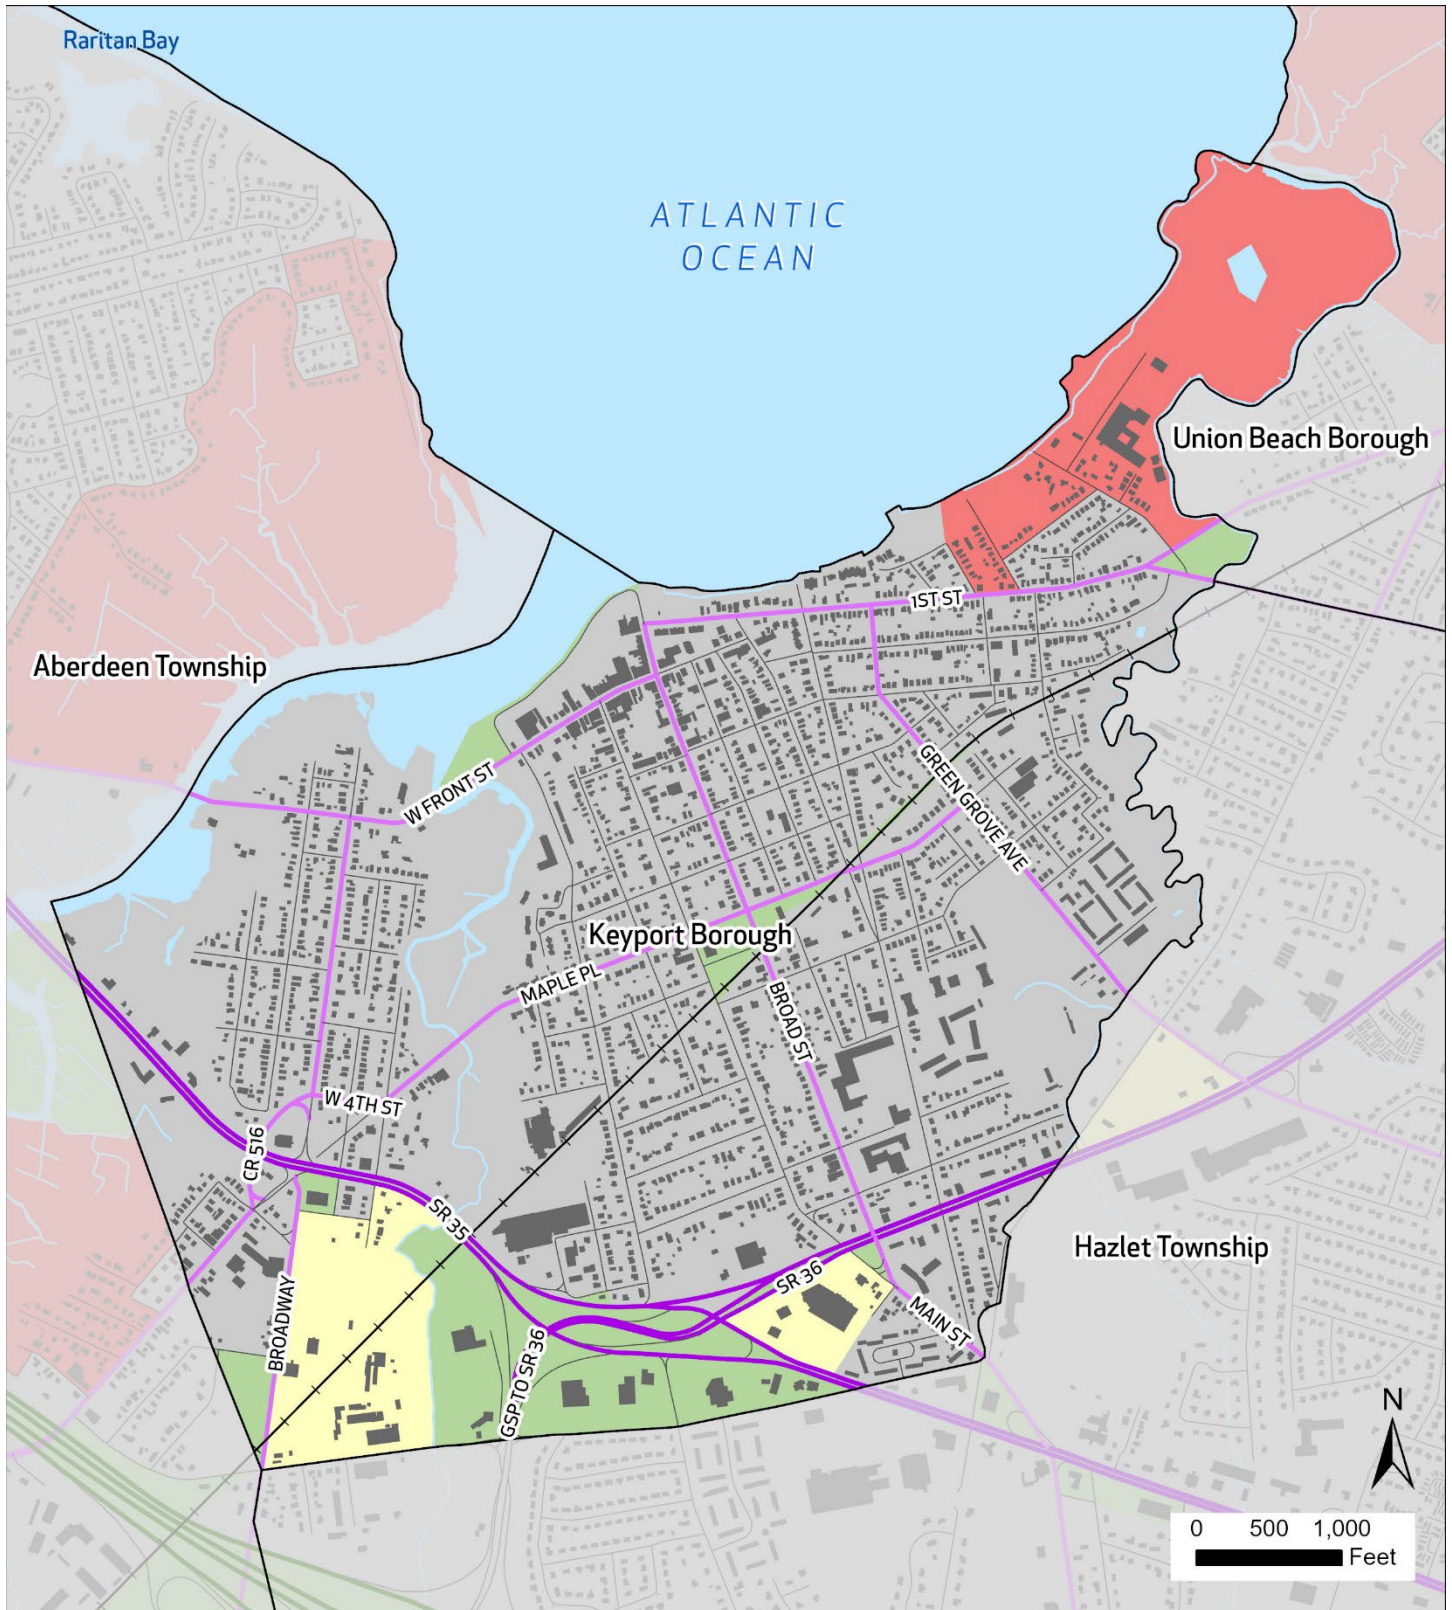 Raritan Bay
ATLANTIC
OCEAN
Union Beach Borough
1ST ST
Aberdeen Township
W FRONT ST
GREEN GROVE AVE
Keyport Borough
MAPLE PL
BROAD ST
W 4TH ST
CR 516
SR 35
Hazlet Township
SR 36
BROADWAY
MAIN ST
GSP TO SR 36
N
0 500 1,000
Feet